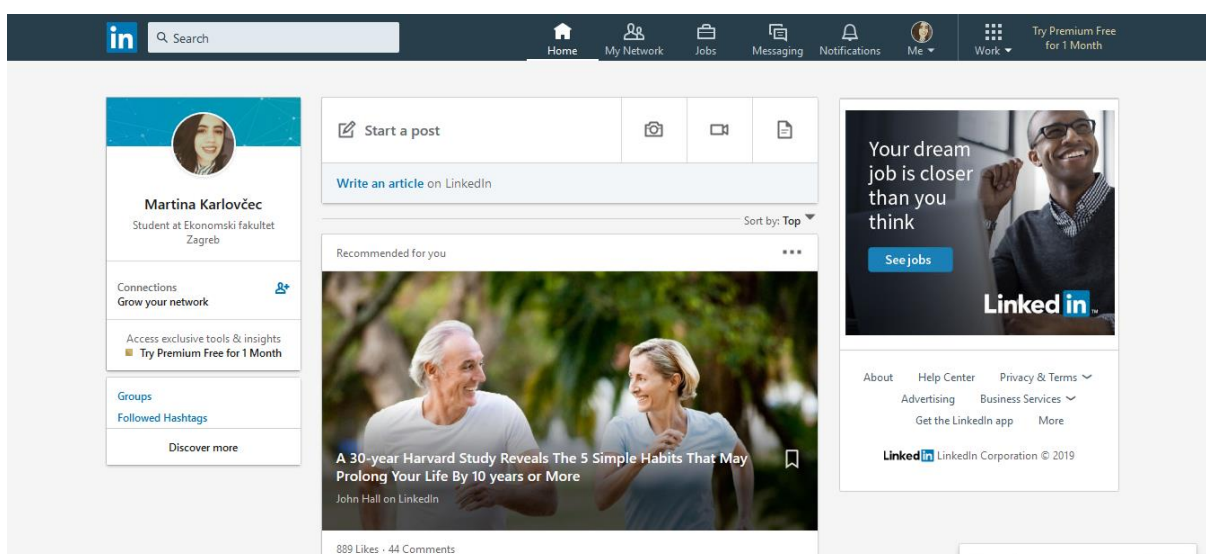 in
Search
Home
My Network
Jobs
Messaging
Notifications
Me
Work
Try Premium Free
for 1 Month
Martina Karlovčec
Student at Ekonomski fakultet
Zagreb
Connections
Grow your network
Access exclusive tools & insights
Try Premium Free for 1 Month
Groups
Followed Hashtags
Discover more
Start a post
Write an article on LinkedIn
Sort by: Top
Recommended for you
A 30-year Harvard Study Reveals The 5 Simple Habits That May
Prolong Your Life By 10 years or More
John Hall on LinkedIn
889 Likes · 44 Comments
Your dream
job is closer
than you
think
See jobs
Linked in
About Help Center Privacy & Terms
Advertising Business Services
Get the LinkedIn app More
Linked in LinkedIn Corporation © 2019